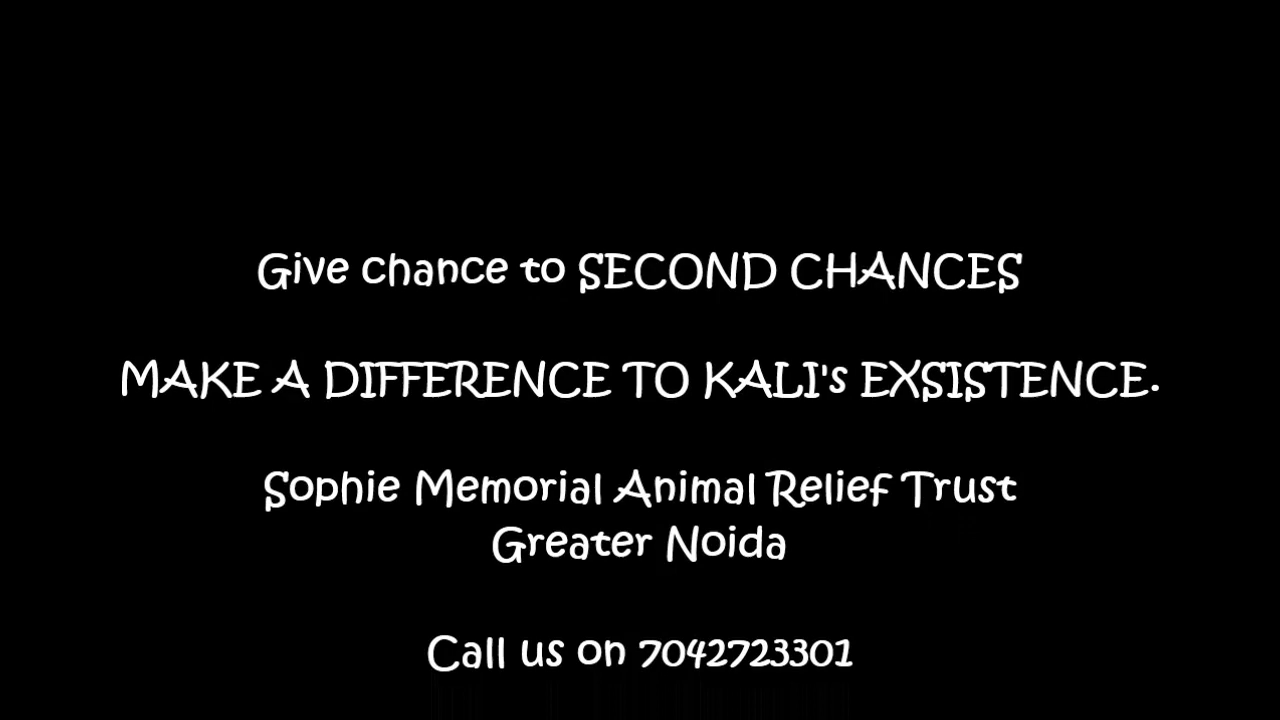 Give chance to SECOND CHANCES
MAKE A DIFFERENCE TO KALI's EXSISTENCE.
Sophie Memorial Animal Relief Trust
Greater Noida
Call us on 7042723301